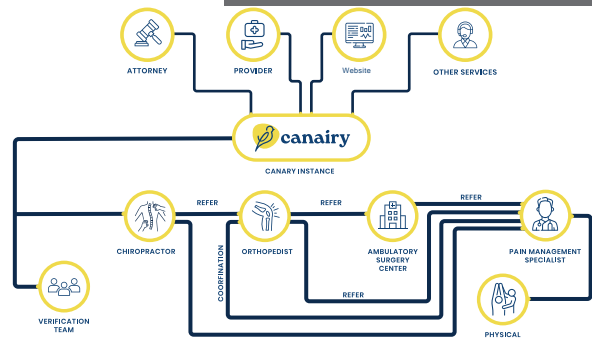 ATTORNEY
PROVIDER
Website
OTHER SERVICES
canairy
CANARY INSTANCE
REFER
REFER
REFER
CHIROPRACTOR
COORFINATION
ORTHOPEDIST
AMBULATORY
SURGERY
CENTER
PAIN MANAGEMENT
SPECIALIST
REFER
VERIFICATION
TEAM
PHYSICAL